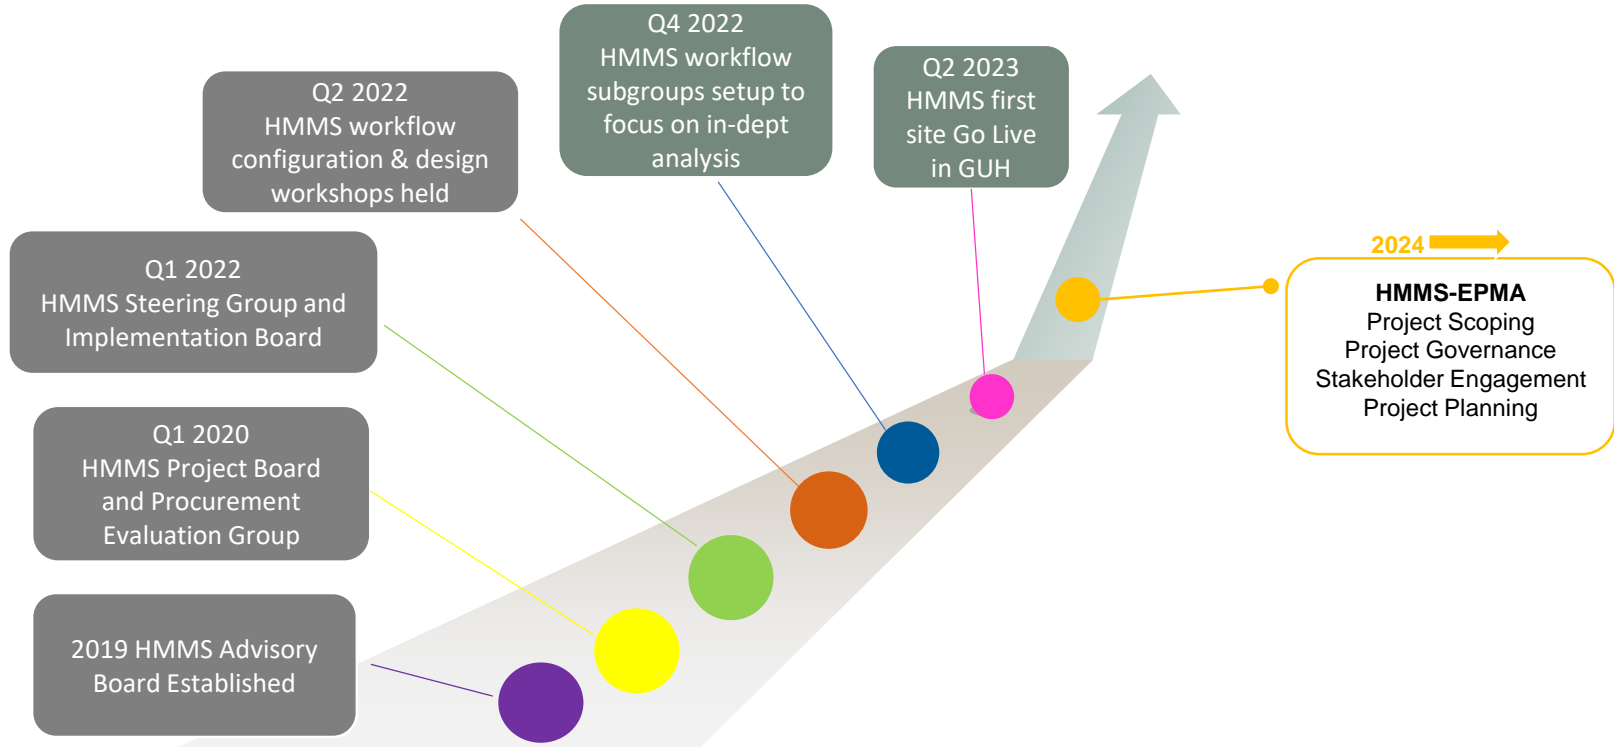 Q4 2022
HMMS workflow
subgroups setup to
focus on in-dept
analysis
Q2 2023
HMMS first
site Go Live
in GUH
Q2 2022
HMMS workflow
configuration & design
workshops held
Q1 2022
HMMS Steering Group and
Implementation Board
2024
HMMS-EPMA
Project Scoping
Project Governance
Stakeholder Engagement
Project Planning
Q1 2020
HMMS Project Board
and Procurement
Evaluation Group
2019 HMMS Advisory
Board Established